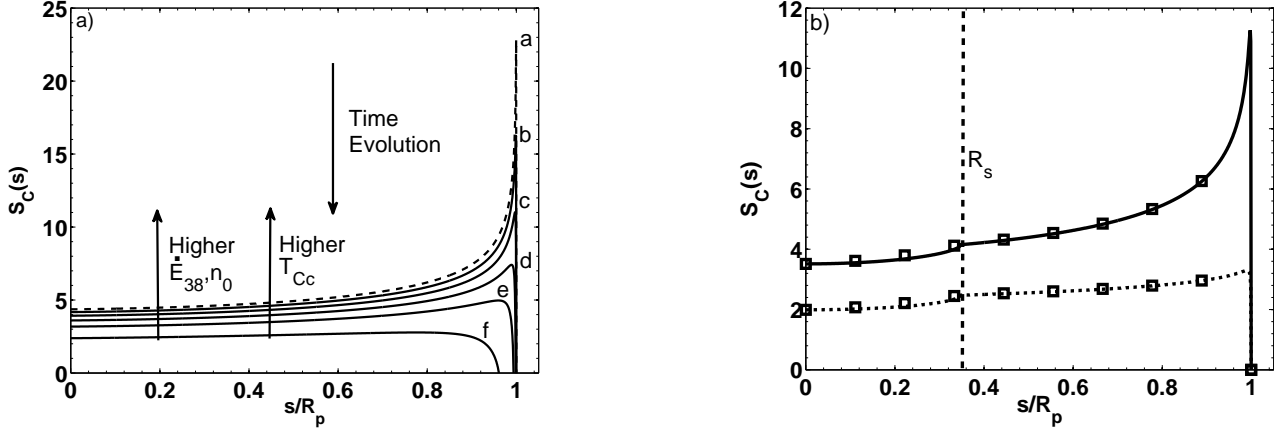 a)
25
20
15
10
5
0
S_C(s)
0
0.2
0.4
0.6
0.8
1
s/R_p
a
b
c
d
e
f
Time
Evolution
Higher
Ė_38,n_0
Higher
T_Cc
b)
12
10
8
6
4
2
0
S_C(s)
0
0.2
0.4
0.6
0.8
1
s/R_p
R_s